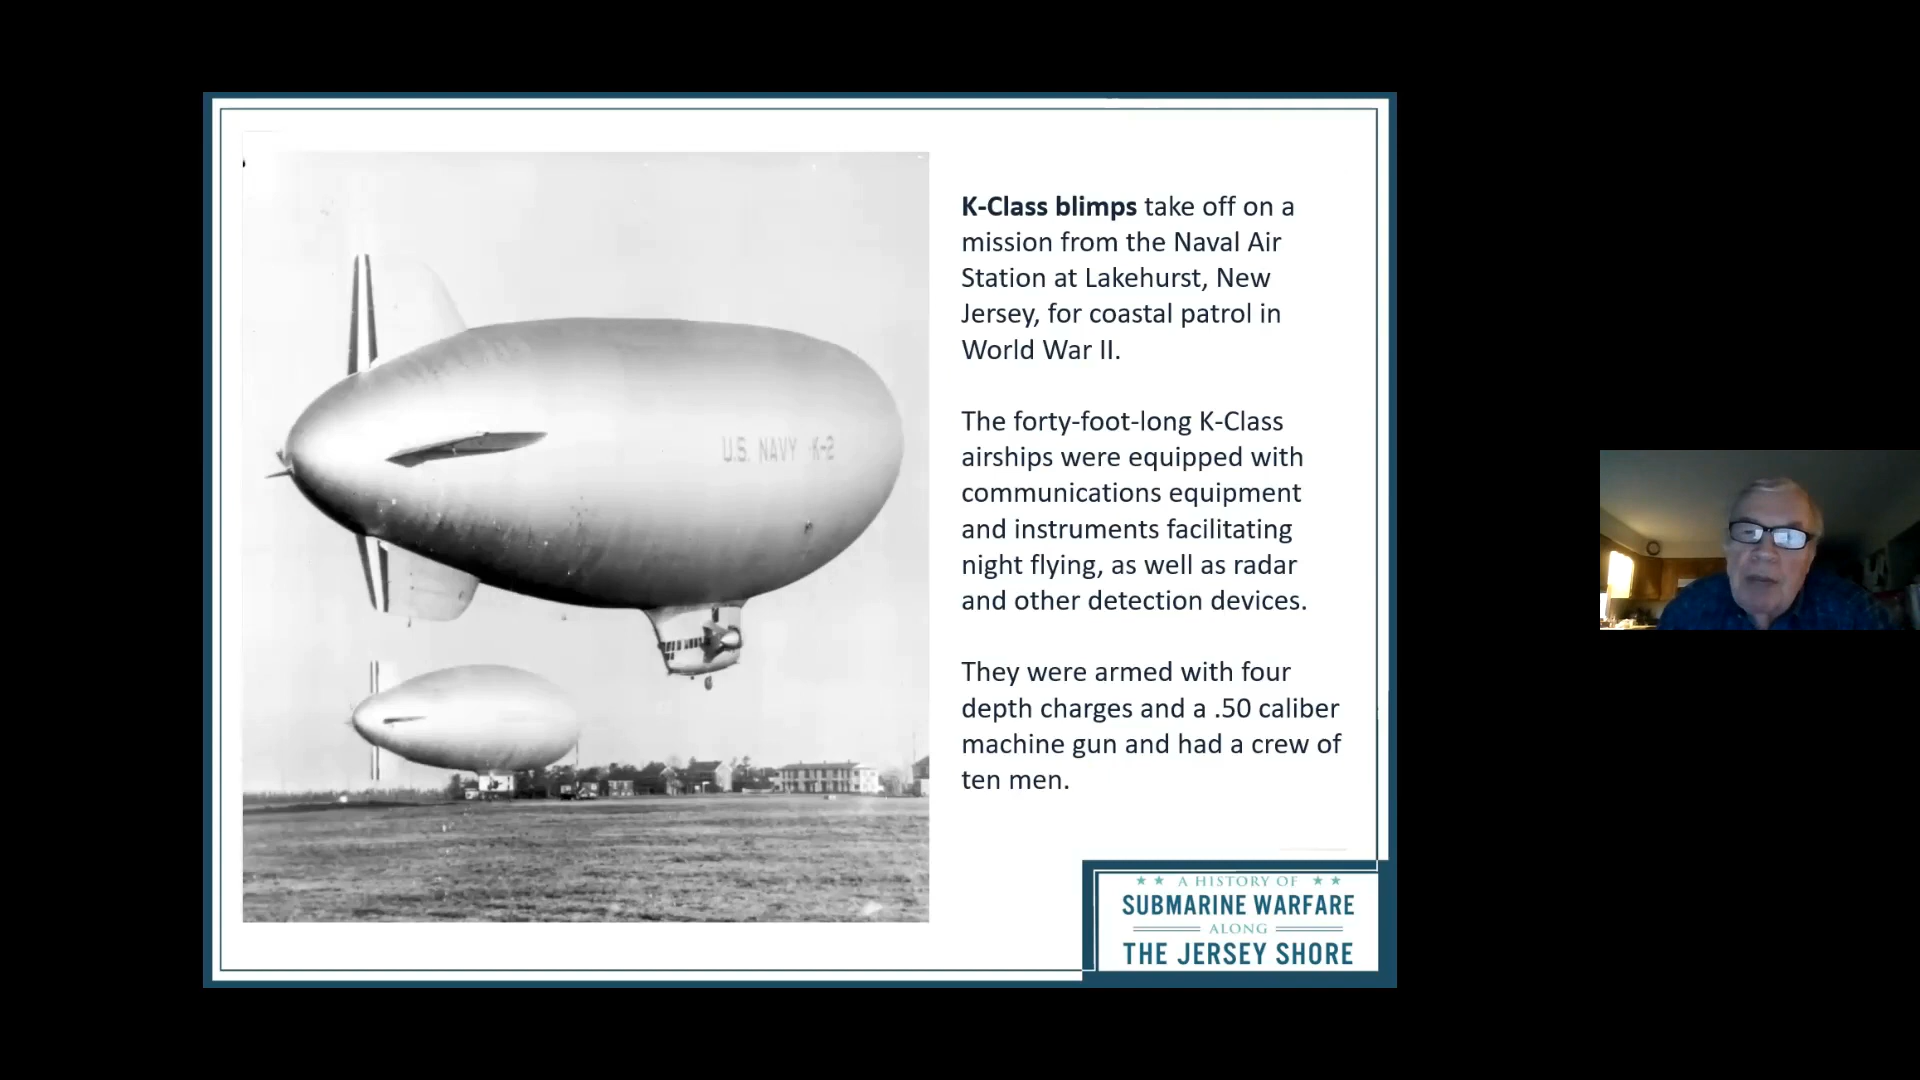 U.S. NAVY K-2
K-Class blimps take off on a
mission from the Naval Air
Station at Lakehurst, New
Jersey, for coastal patrol in
World War II.
The forty-foot-long K-Class
airships were equipped with
communications equipment
and instruments facilitating
night flying, as well as radar
and other detection devices.
They were armed with four
depth charges and a .50 caliber
machine gun and had a crew of
ten men.
A HISTORY OF
SUBMARINE WARFARE
ALONG
THE JERSEY SHORE